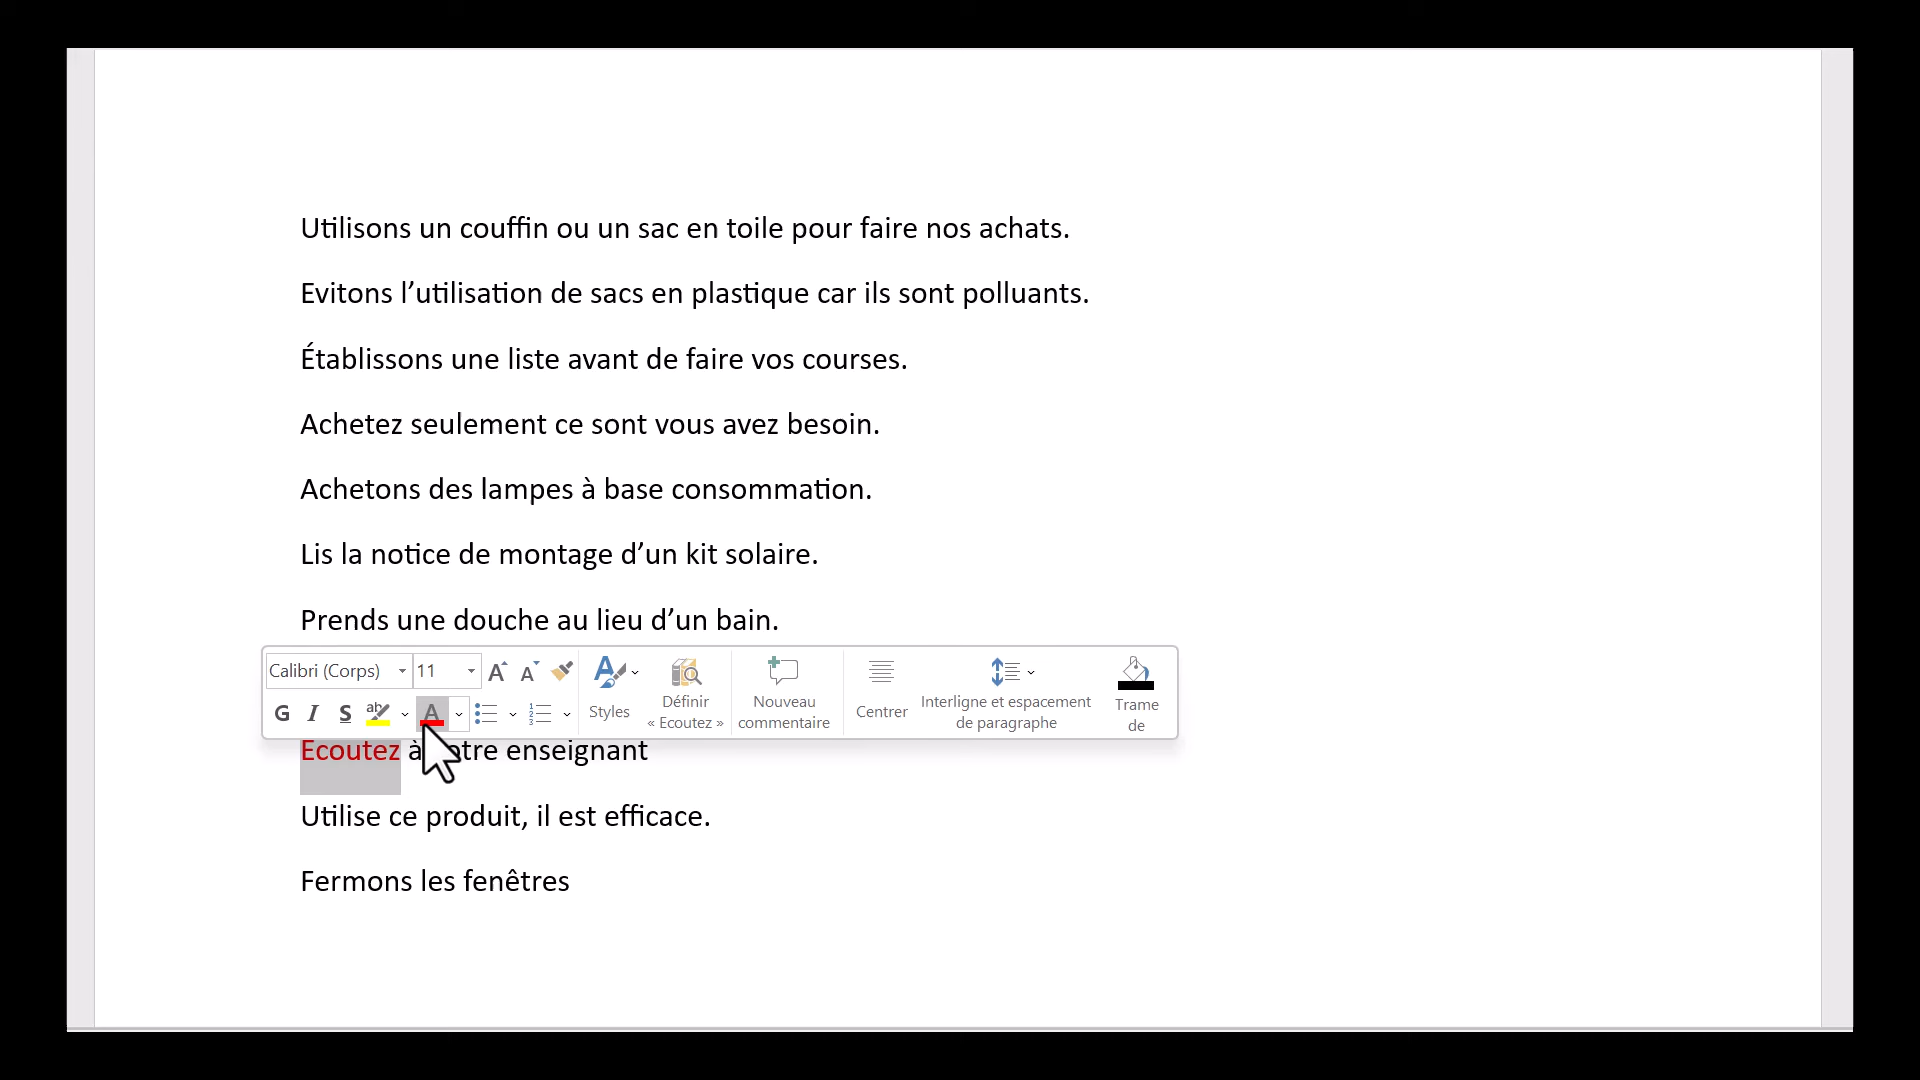 Utilisons un couffin ou un sac en toile pour faire nos achats.
Evitons l’utilisation de sacs en plastique car ils sont polluants.
Établissons une liste avant de faire vos courses.
Achetez seulement ce sont vous avez besoin.
Achetons des lampes à base consommation.
Lis la notice de montage d’un kit solaire.
Prends une douche au lieu d’un bain.
Calibri (Corps) 11
G I S ab A
Styles
Définir
« Ecoutez »
Nouveau
commentaire
Centrer
Interligne et espacement
de paragraphe
Trame
de
Ecoutez à enseignant
Utilise ce produit, il est efficace.
Fermons les fenêtres